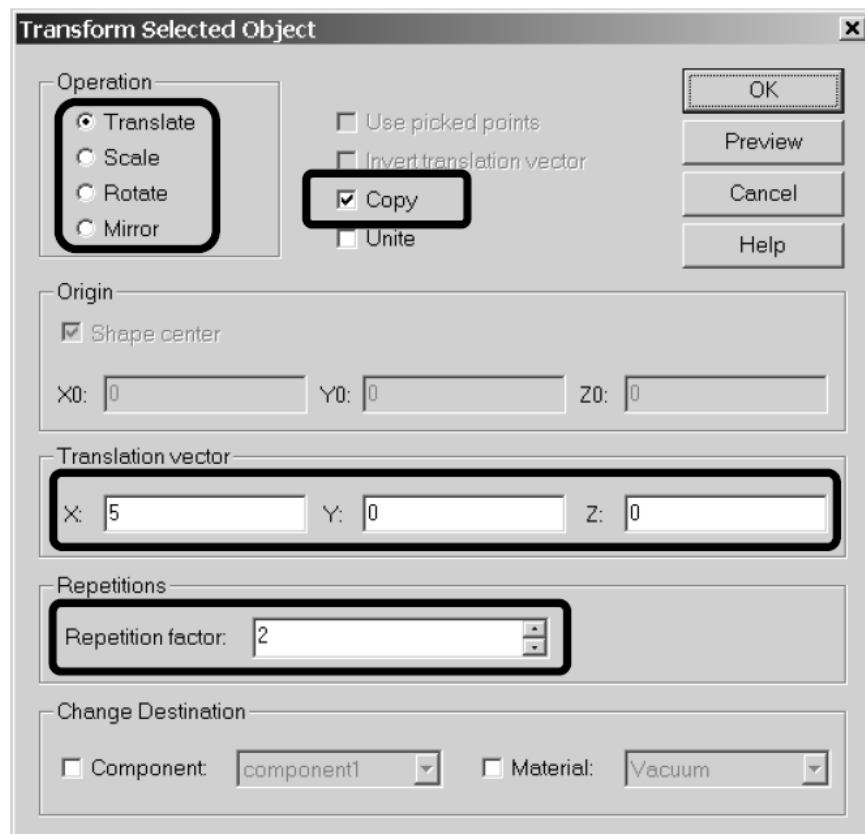 Transform Selected Object
Operation
Translate
Scale
Rotate
Mirror
Use picked points
Invert translation vector
Copy
Unite
OK
Preview
Cancel
Help
Origin
Shape center
X0: 0 Y0: 0 Z0: 0
Translation vector
X: 5 Y: 0 Z: 0
Repetitions
Repetition factor: 2
Change Destination
Component: component1 Material: Vacuum